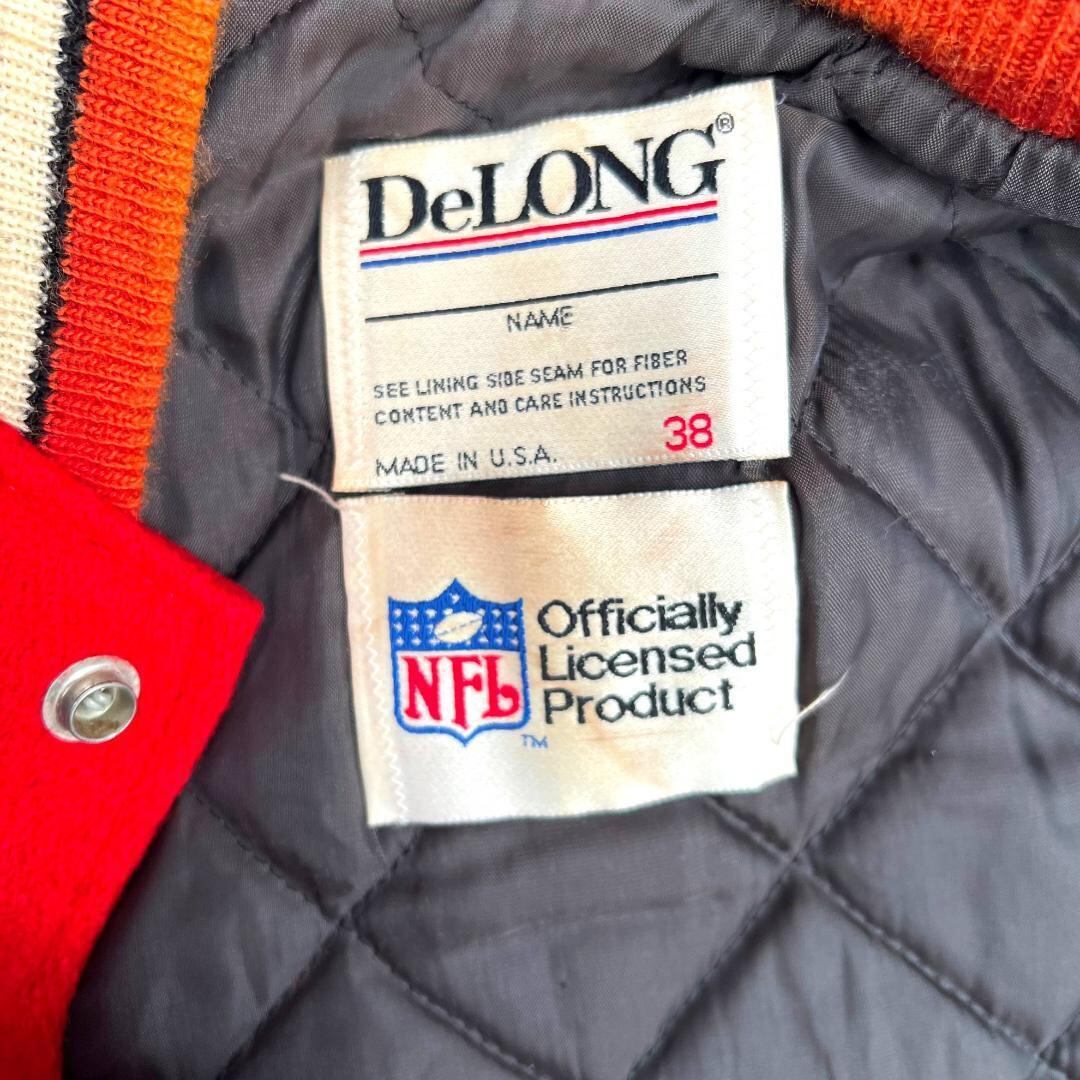 DeLONG®
NAME
SEE LINING SIDE SEAM FOR FIBER
CONTENT AND CARE INSTRUCTIONS
MADE IN U.S.A. 38
NFL
Officially
Licensed
Product
TM